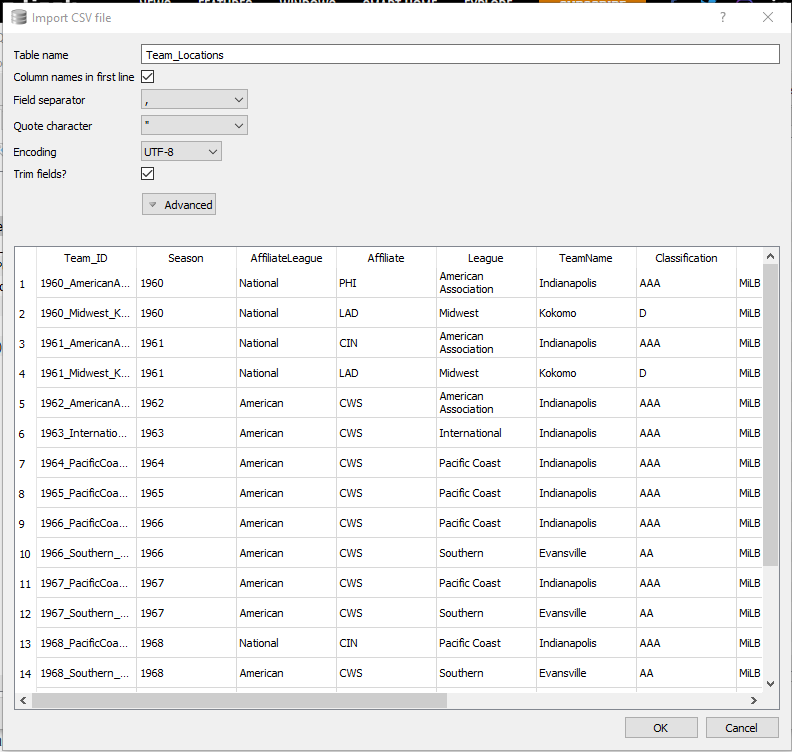 Import CSV file ?
Table name Team_Locations
Column names in first line
Field separator ,
Quote character "
Encoding UTF-8
Trim fields?
Advanced
Team_ID Season AffiliateLeague Affiliate League TeamName Classification
1 1960_AmericanA... 1960 National PHI American Association Indianapolis AAA MiLB
2 1960_Midwest_K... 1960 National LAD Midwest Kokomo D MiLB
3 1961_AmericanA... 1961 National CIN American Association Indianapolis AAA MiLB
4 1961_Midwest_K... 1961 National LAD Midwest Kokomo D MiLB
5 1962_AmericanA... 1962 American CWS American Association Indianapolis AAA MiLB
6 1963_Internatio... 1963 American CWS International Indianapolis AAA MiLB
7 1964_PacificCoa... 1964 American CWS Pacific Coast Indianapolis AAA MiLB
8 1965_PacificCoa... 1965 American CWS Pacific Coast Indianapolis AAA MiLB
9 1966_PacificCoa... 1966 American CWS Pacific Coast Indianapolis AAA MiLB
10 1966_Southern_... 1966 American CWS Southern Evansville AA MiLB
11 1967_PacificCoa... 1967 American CWS Pacific Coast Indianapolis AAA MiLB
12 1967_Southern_... 1967 American CWS Southern Evansville AA MiLB
13 1968_PacificCoa... 1968 National CIN Pacific Coast Indianapolis AAA MiLB
14 1968_Southern_... 1968 American CWS Southern Evansville AA MiLB
OK Cancel